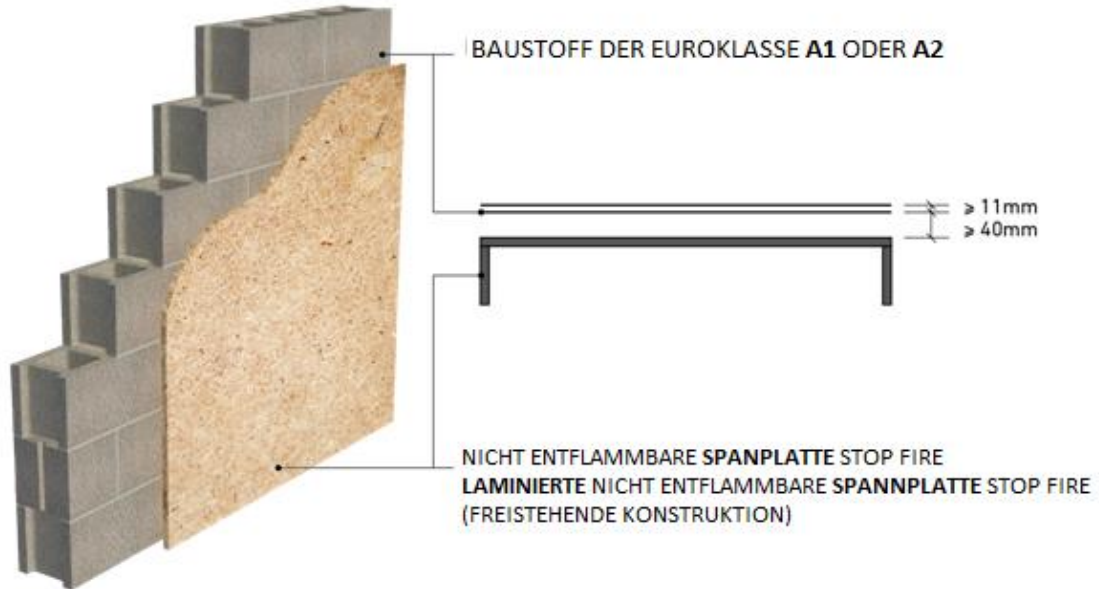 BAUSTOFF DER EUROKLASSE A1 ODER A2
⩾ 11mm
⩾ 40mm
NICHT ENTFLAMMBARE SPANPLATTE STOP FIRE
LAMINIERTE NICHT ENTFLAMMBARE SPANNPLATTE STOP FIRE
(FREISTEHENDE KONSTRUKTION)